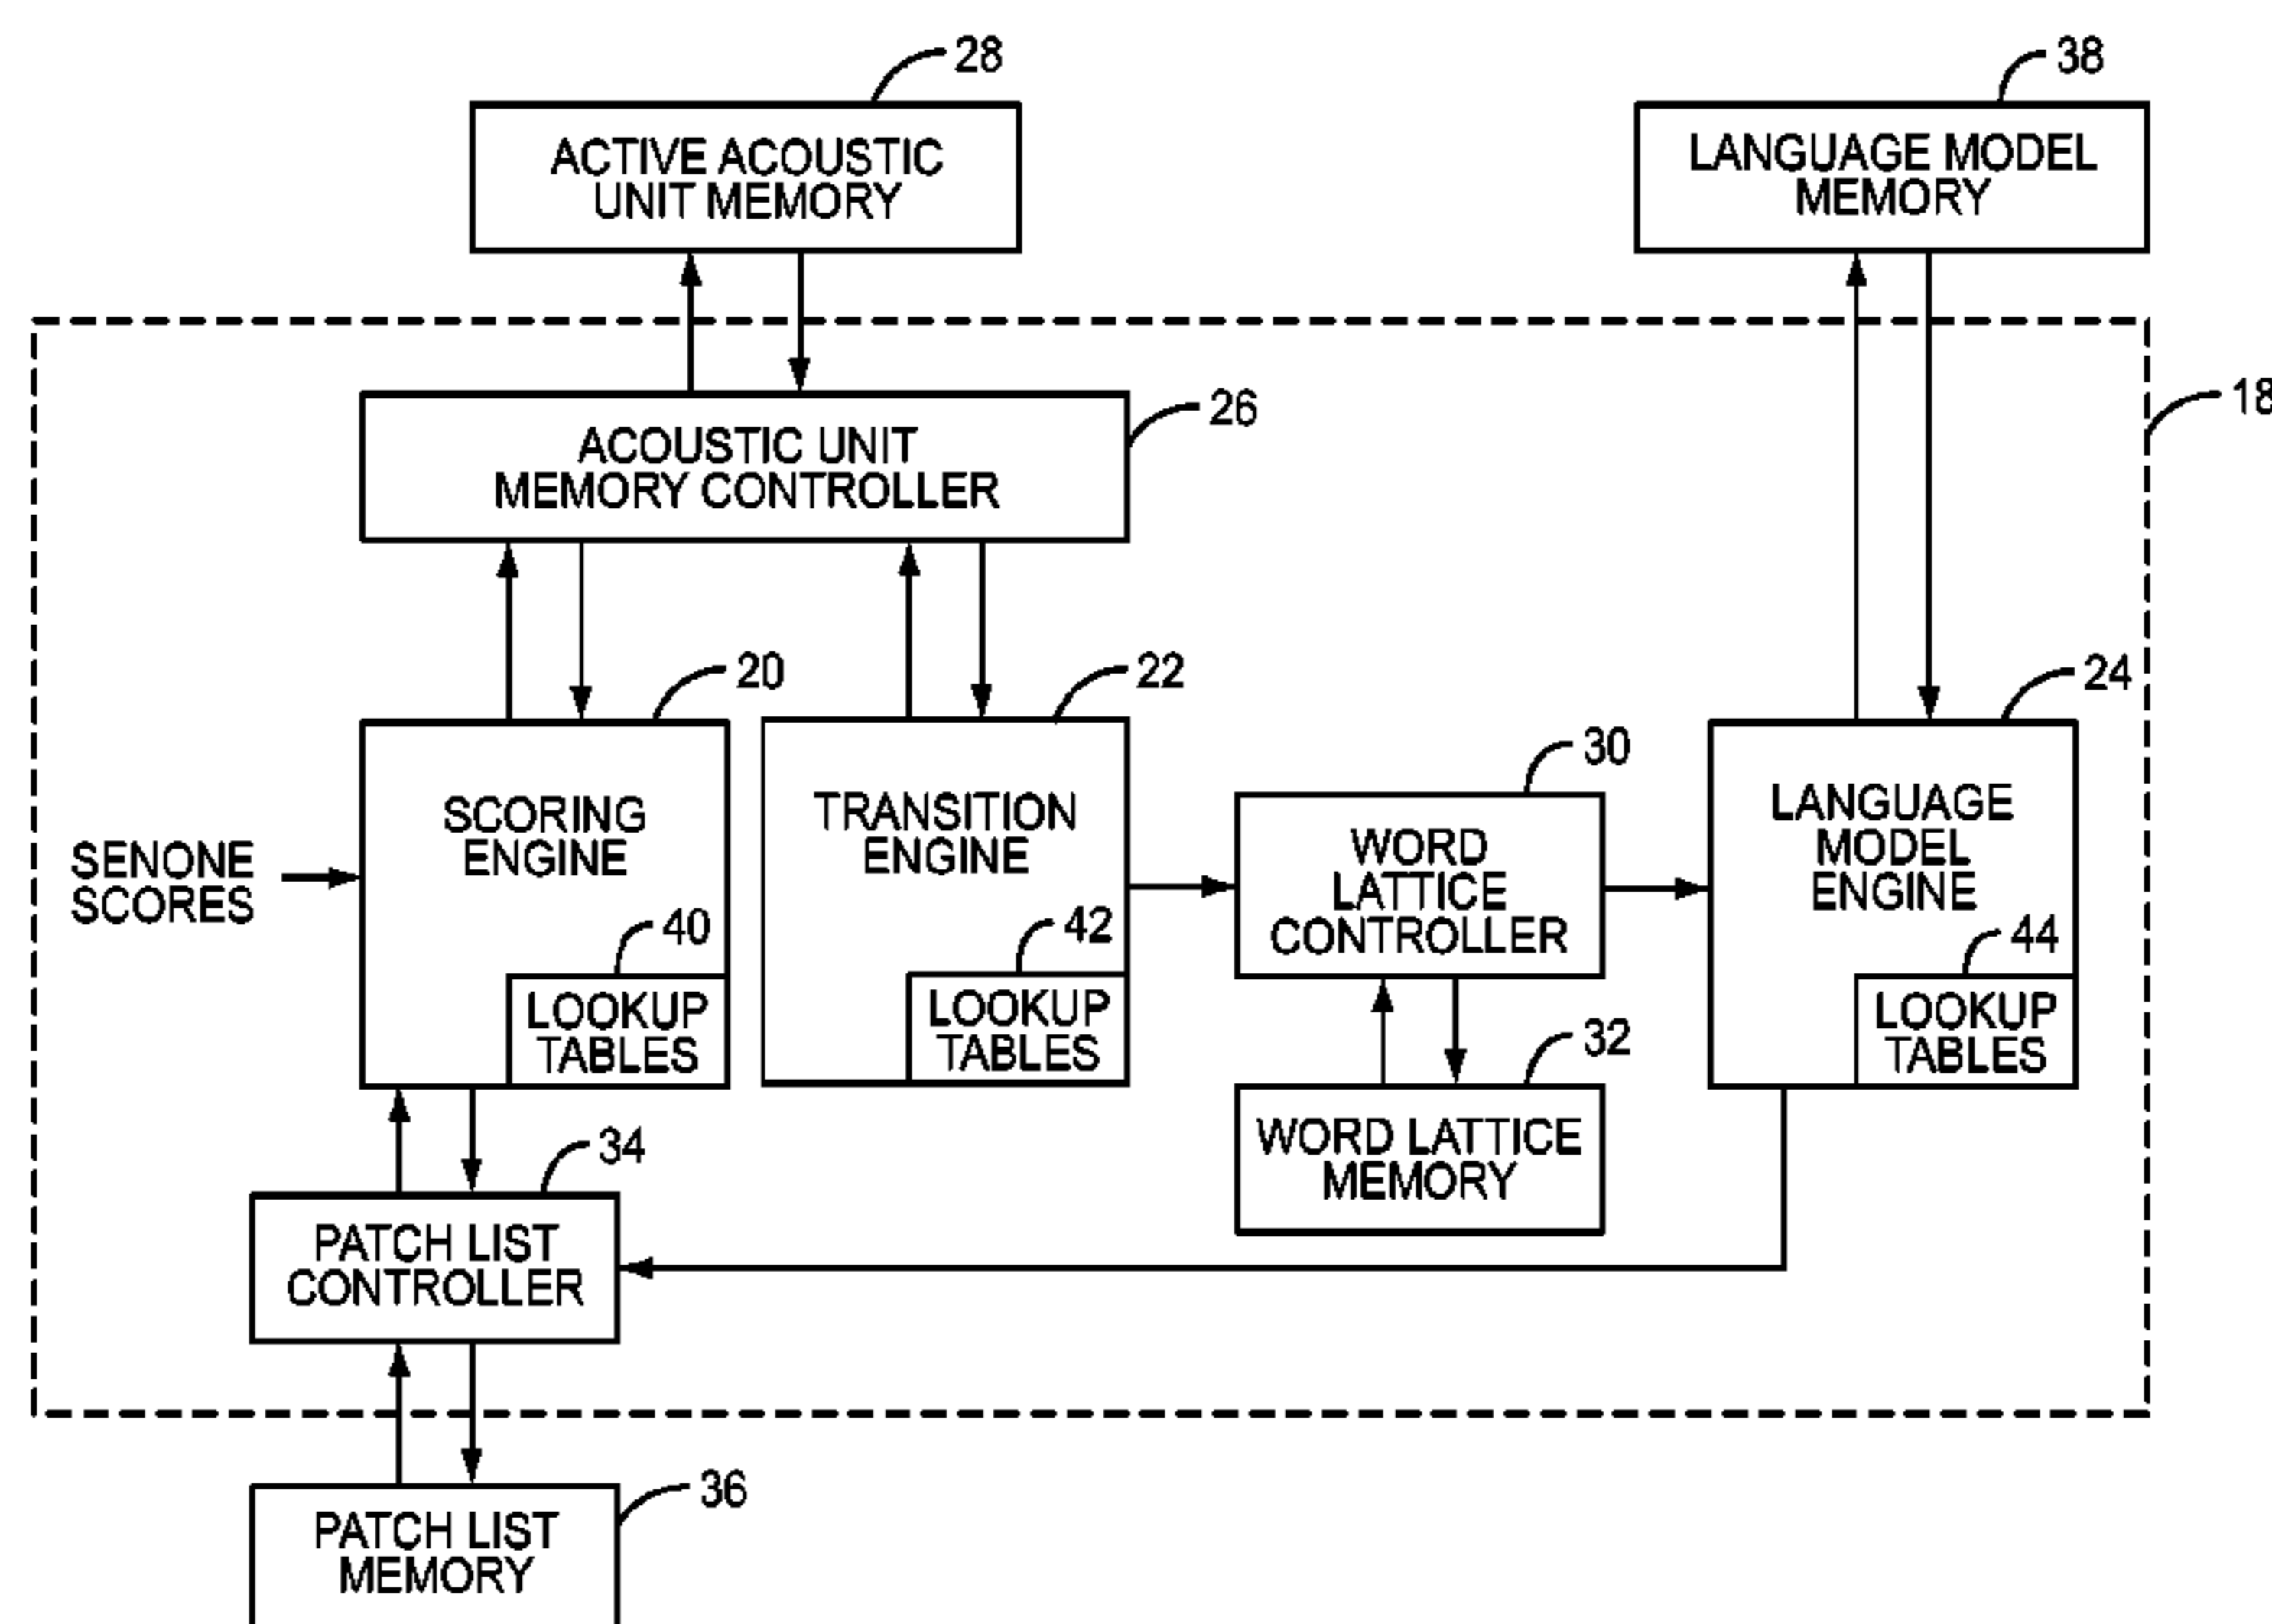 28
38
ACTIVE ACOUSTIC
UNIT MEMORY
LANGUAGE MODEL
MEMORY
18
26
ACOUSTIC UNIT
MEMORY CONTROLLER
20
22
24
30
SCORING
ENGINE
TRANSITION
ENGINE
LANGUAGE
MODEL
ENGINE
SENONE
SCORES
WORD
LATTICE
CONTROLLER
40
42
44
LOOKUP
TABLES
LOOKUP
TABLES
LOOKUP
TABLES
32
34
WORD LATTICE
MEMORY
PATCH LIST
CONTROLLER
36
PATCH LIST
MEMORY